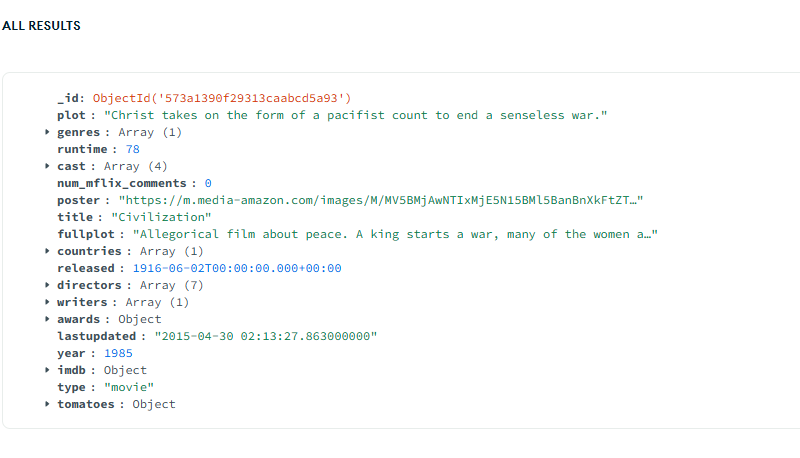 ALL RESULTS
_id: ObjectId('573a1390f29313caabcd5a93')
plot : "Christ takes on the form of a pacifist count to end a senseless war."
genres : Array (1)
runtime : 78
cast : Array (4)
num_mflix_comments : 0
poster : "https://m.media-amazon.com/images/M/MV5BMjAwNTIxMjE5N15BMl5BanBnXkFtZT…"
title : "Civilization"
fullplot : "Allegorical film about peace. A king starts a war, many of the women a…"
countries : Array (1)
released : 1916-06-02T00:00:00.000+00:00
directors : Array (7)
writers : Array (1)
awards : Object
lastupdated : "2015-04-30 02:13:27.863000000"
year : 1985
imdb : Object
type : "movie"
tomatoes : Object